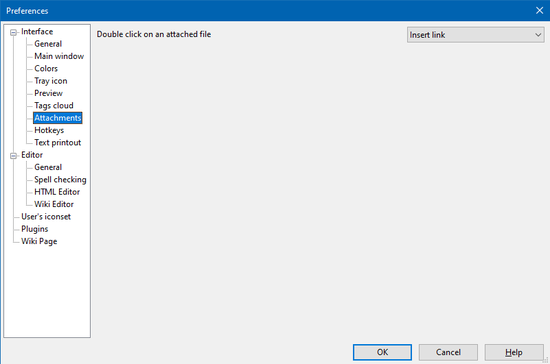 Preferences
Interface
General
Main window
Colors
Tray icon
Preview
Tags cloud
Attachments
Hotkeys
Text printout
Editor
General
Spell checking
HTML Editor
Wiki Editor
User's iconset
Plugins
Wiki Page
Double click on an attached file
Insert link
OK
Cancel
Help